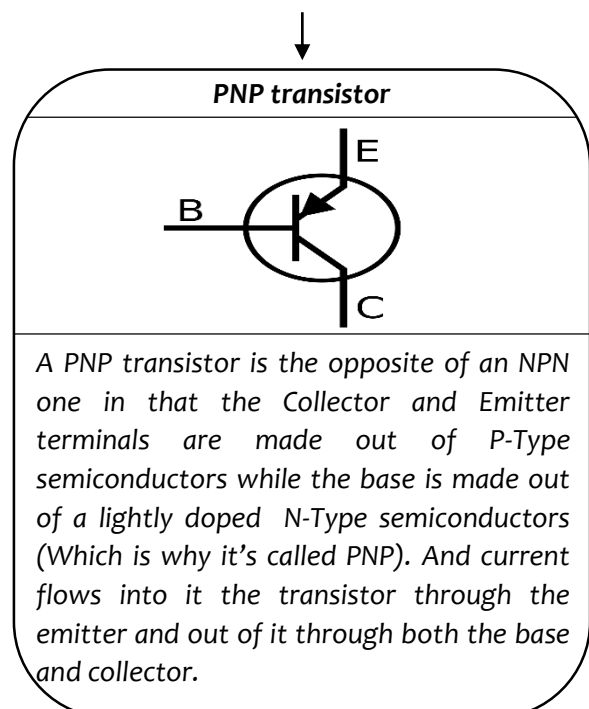 PNP transistor
E
B
C
A PNP transistor is the opposite of an NPN
one in that the Collector and Emitter
terminals are made out of P-Type
semiconductors while the base is made out
of a lightly doped N-Type semiconductors
(Which is why it's called PNP). And current
flows into it the transistor through the
emitter and out of it through both the base
and collector.